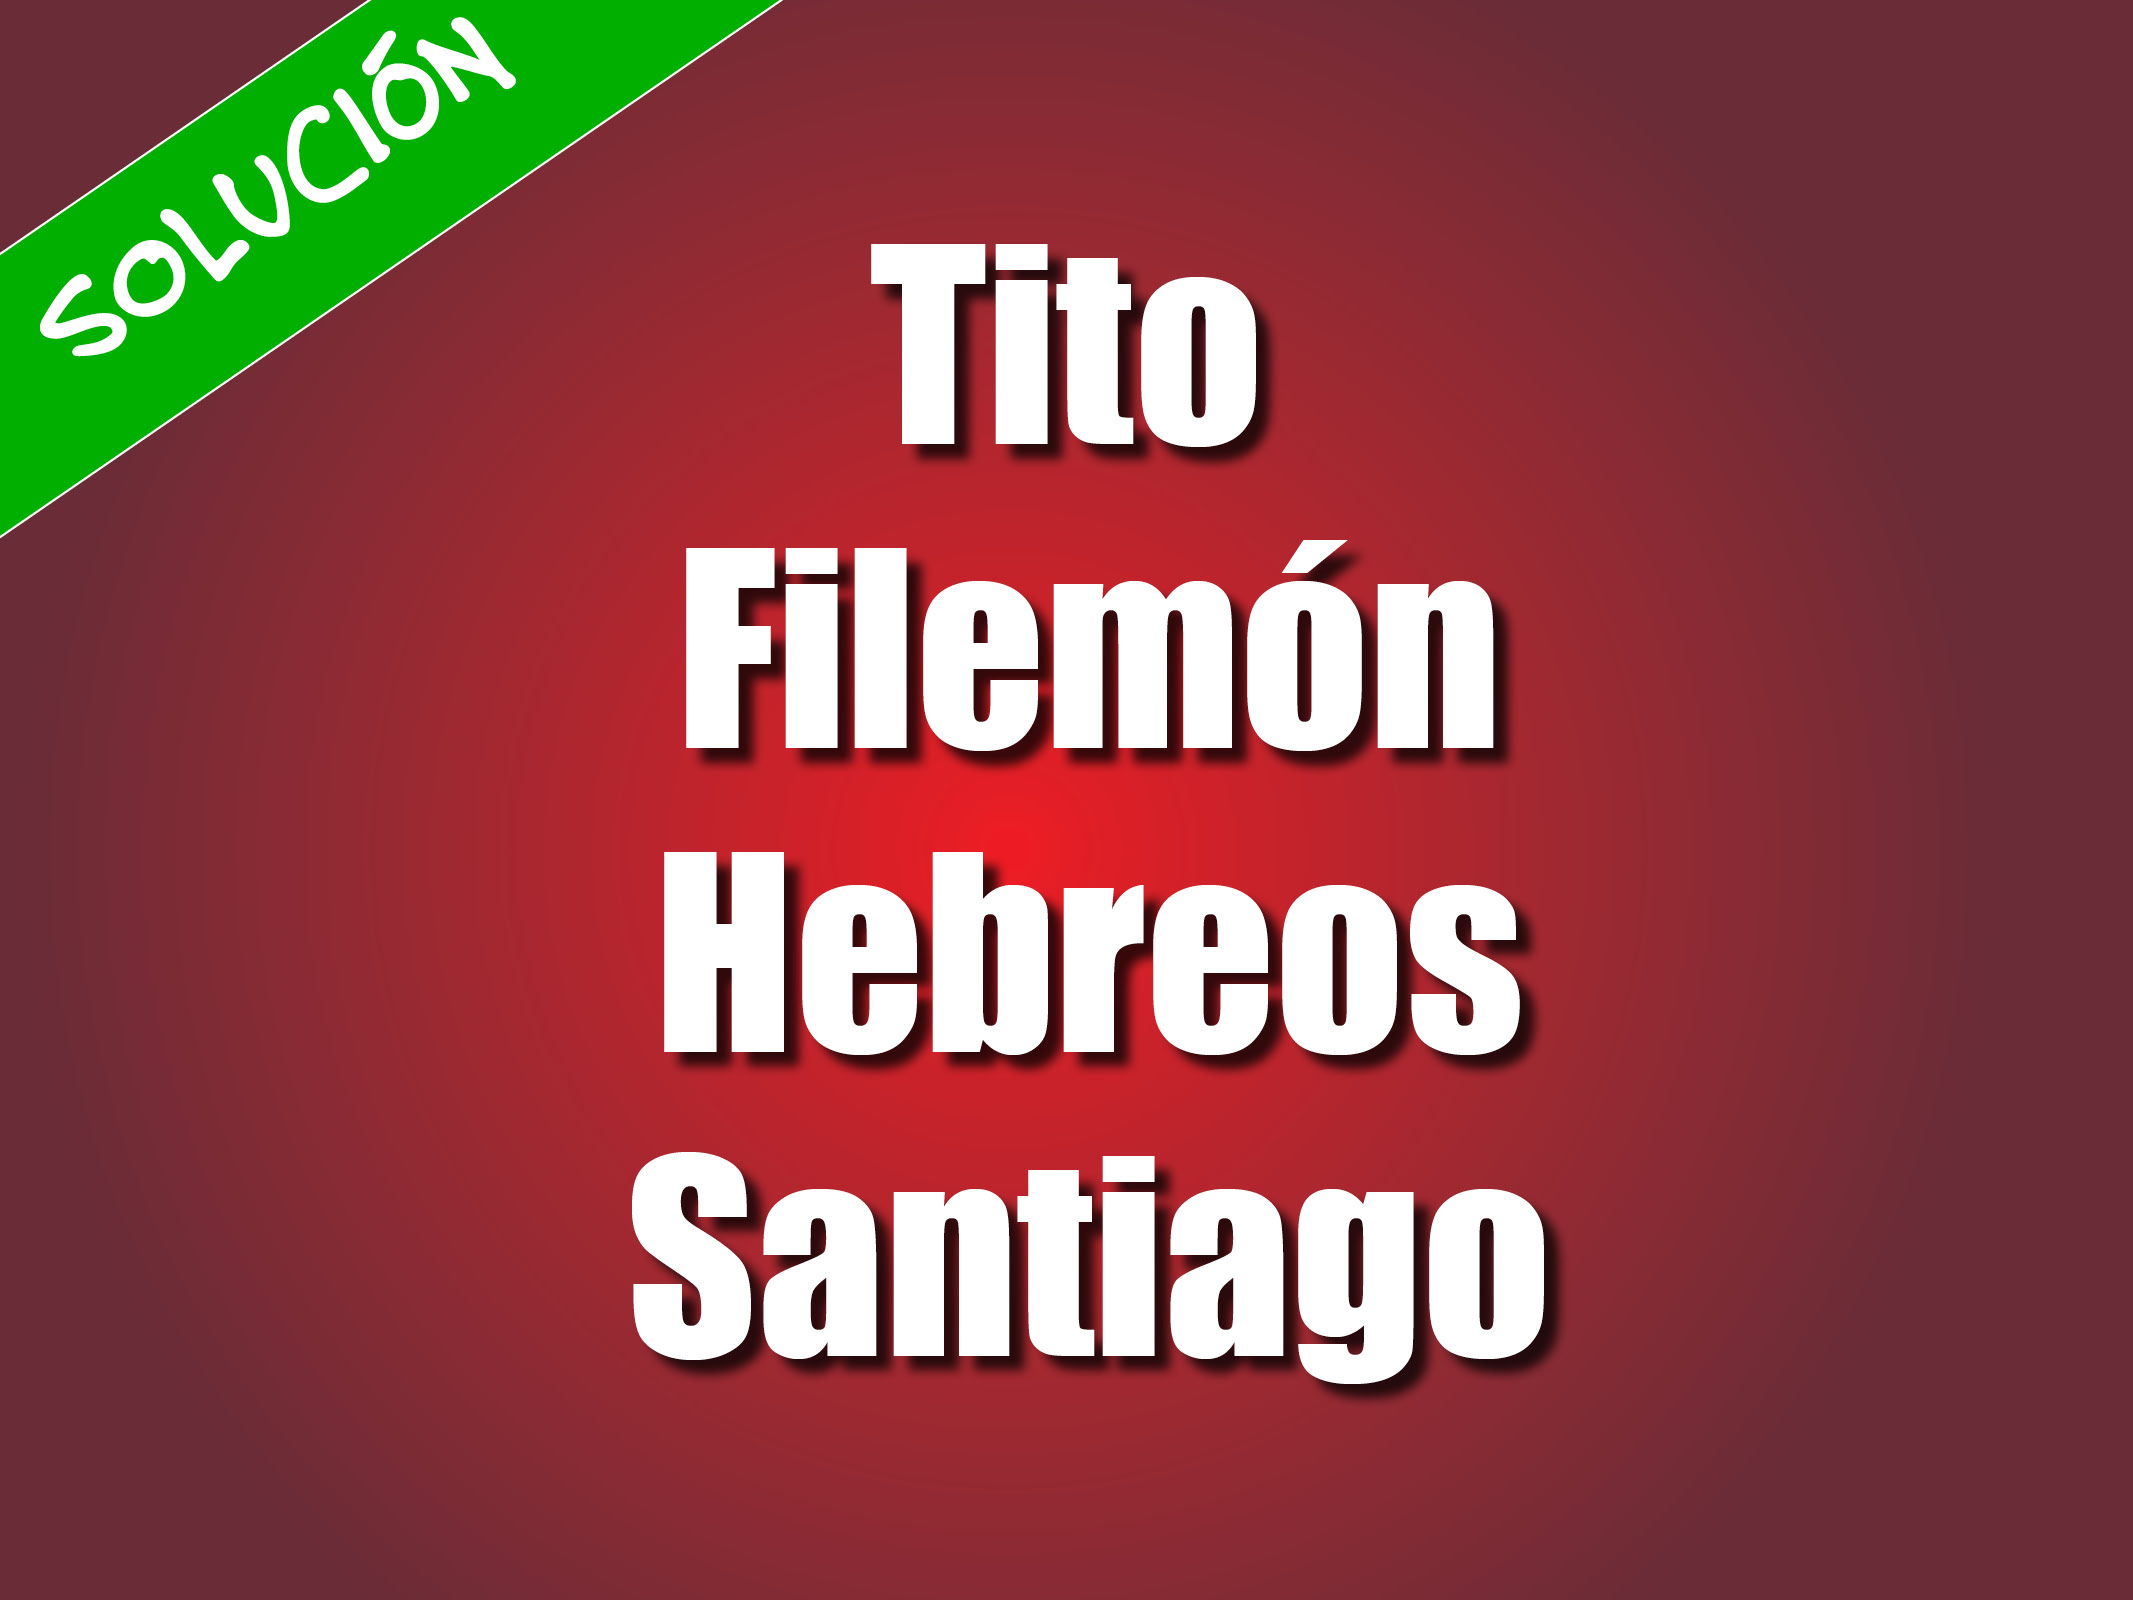 SOLUCIÓN
Tito
Filemón
Hebreos
Santiago